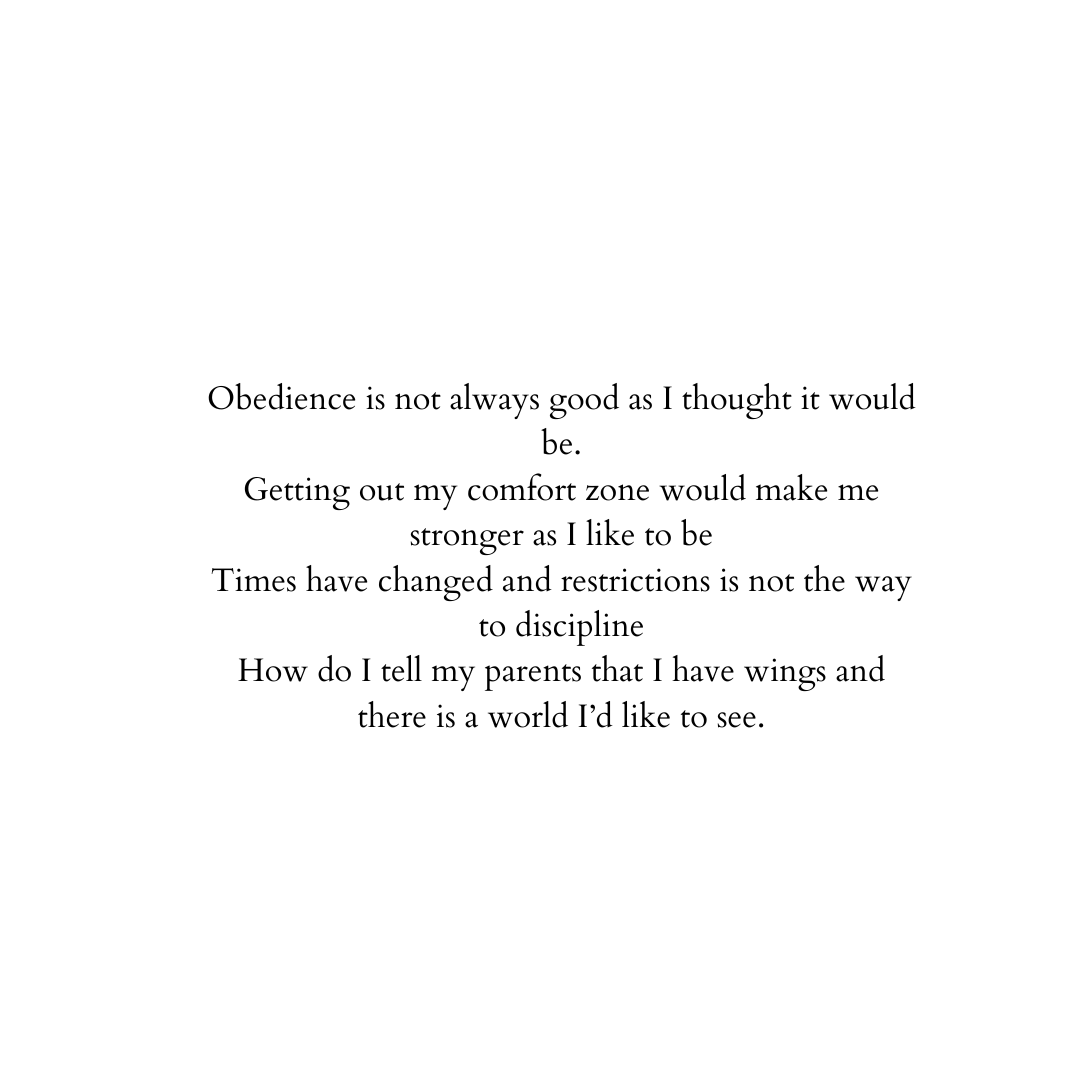 Obedience is not always good as I thought it would
be.
Getting out my comfort zone would make me
stronger as I like to be
Times have changed and restrictions is not the way
to discipline
How do I tell my parents that I have wings and
there is a world I’d like to see.